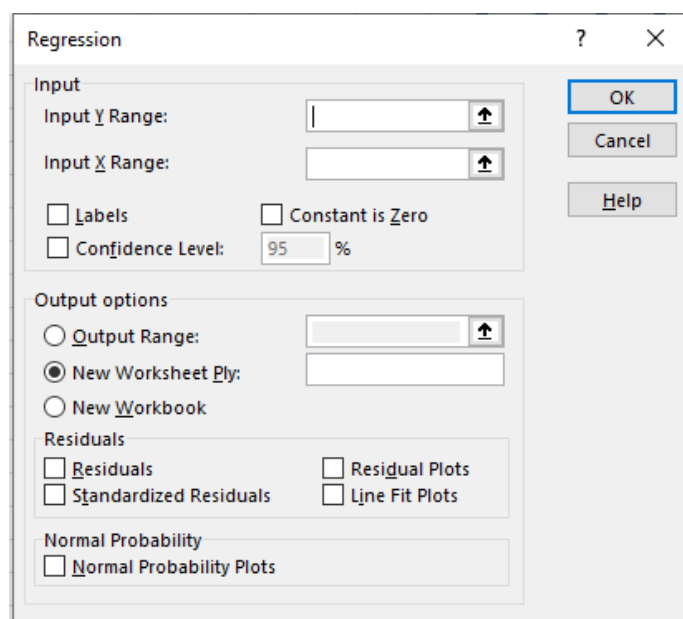 Regression ? ×
Input
Input Y Range:
Input X Range:
Labels Constant is Zero
Confidence Level: 95 %
OK
Cancel
Help
Output options
Output Range:
New Worksheet Ply:
New Workbook
Residuals
Residuals Residual Plots
Standardized Residuals Line Fit Plots
Normal Probability
Normal Probability Plots